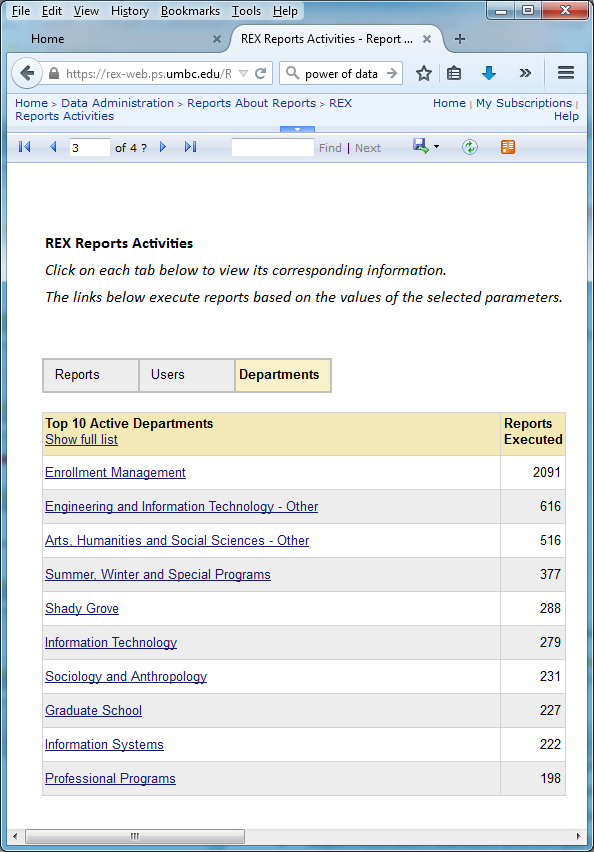 File Edit View History Bookmarks Tools Help
Home REX Reports Activities - Report ...
https://rex-web.ps.umbc.edu/R power of data
Home > Data Administration > Reports About Reports > REX Home | My Subscriptions |
Reports Activities Help
3 of 4 ? Find | Next
REX Reports Activities
Click on each tab below to view its corresponding information.
The links below execute reports based on the values of the selected parameters.
Reports Users Departments
Top 10 Active Departments Reports
Show full list Executed
Enrollment Management 2091
Engineering and Information Technology - Other 616
Arts, Humanities and Social Sciences - Other 516
Summer, Winter and Special Programs 377
Shady Grove 288
Information Technology 279
Sociology and Anthropology 231
Graduate School 227
Information Systems 222
Professional Programs 198